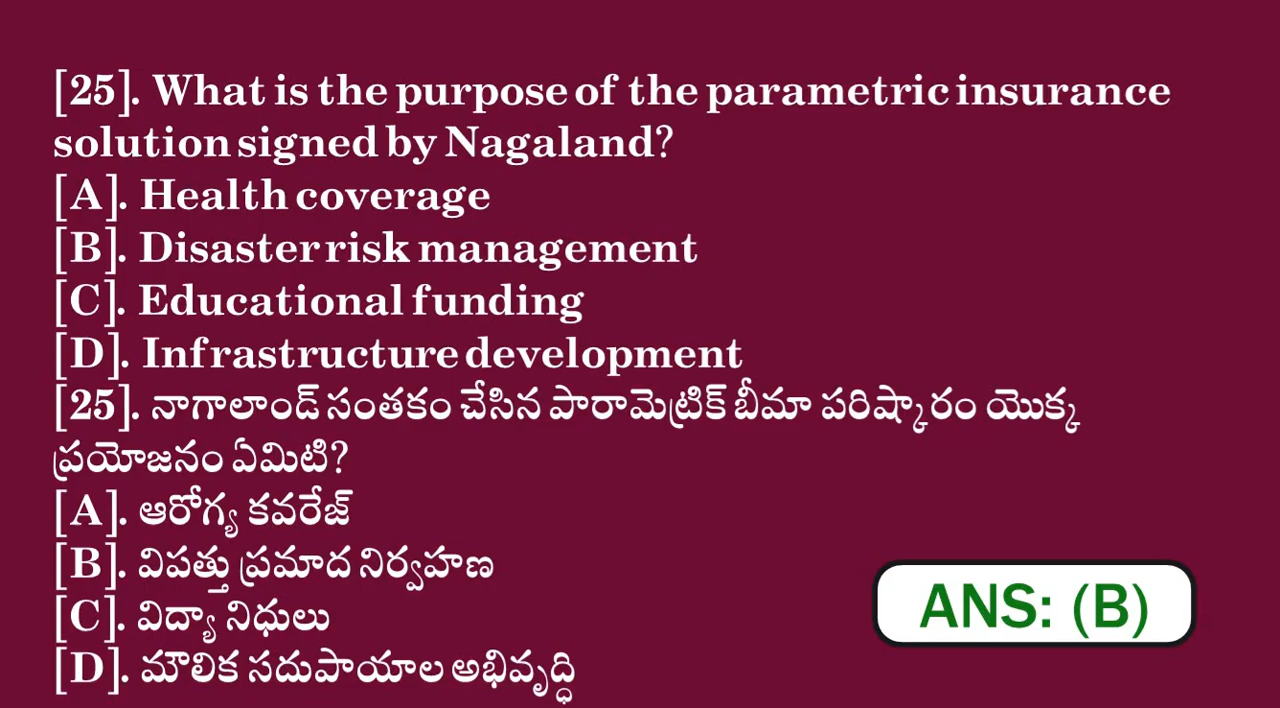 [25]. What is the purpose of the parametric insurance
solution signed by Nagaland?
[A]. Health coverage
[B]. Disaster risk management
[C]. Educational funding
[D]. Infrastructure development
[25]. నాగాలాండ్ సంతకం చేసిన పారామెట్రిక్ బీమా పరిష్కారం యొక్క
ప్రయోజనం ఏమిటి?
[A]. ఆరోగ్య కవరేజ్
[B]. విపత్తు ప్రమాద నిర్వహణ
[C]. విద్యా నిధులు
[D]. మౌలిక సదుపాయాల అభివృద్ధి
ANS: (B)